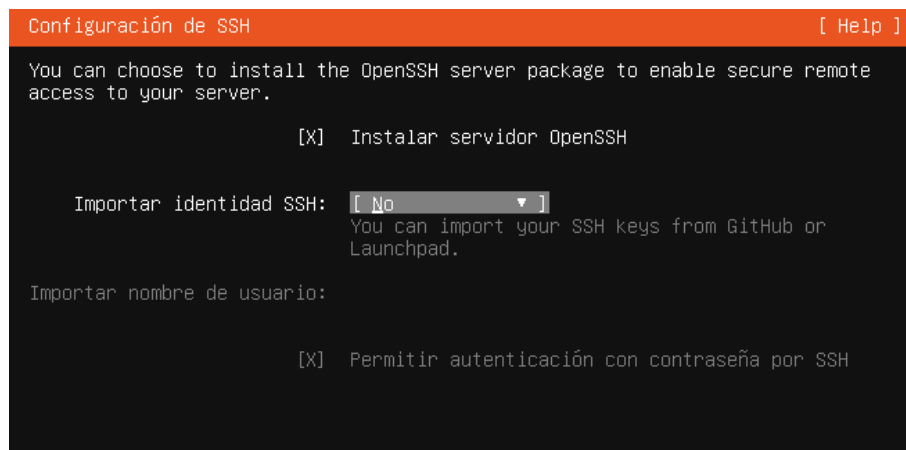 Configuración de SSH [ Help ]
You can choose to install the OpenSSH server package to enable secure remote
access to your server.
[X] Instalar servidor OpenSSH
Importar identidad SSH: [ No ▼ ]
You can import your SSH keys from GitHub or
Launchpad.
Importar nombre de usuario:
[X] Permitir autenticación con contraseña por SSH